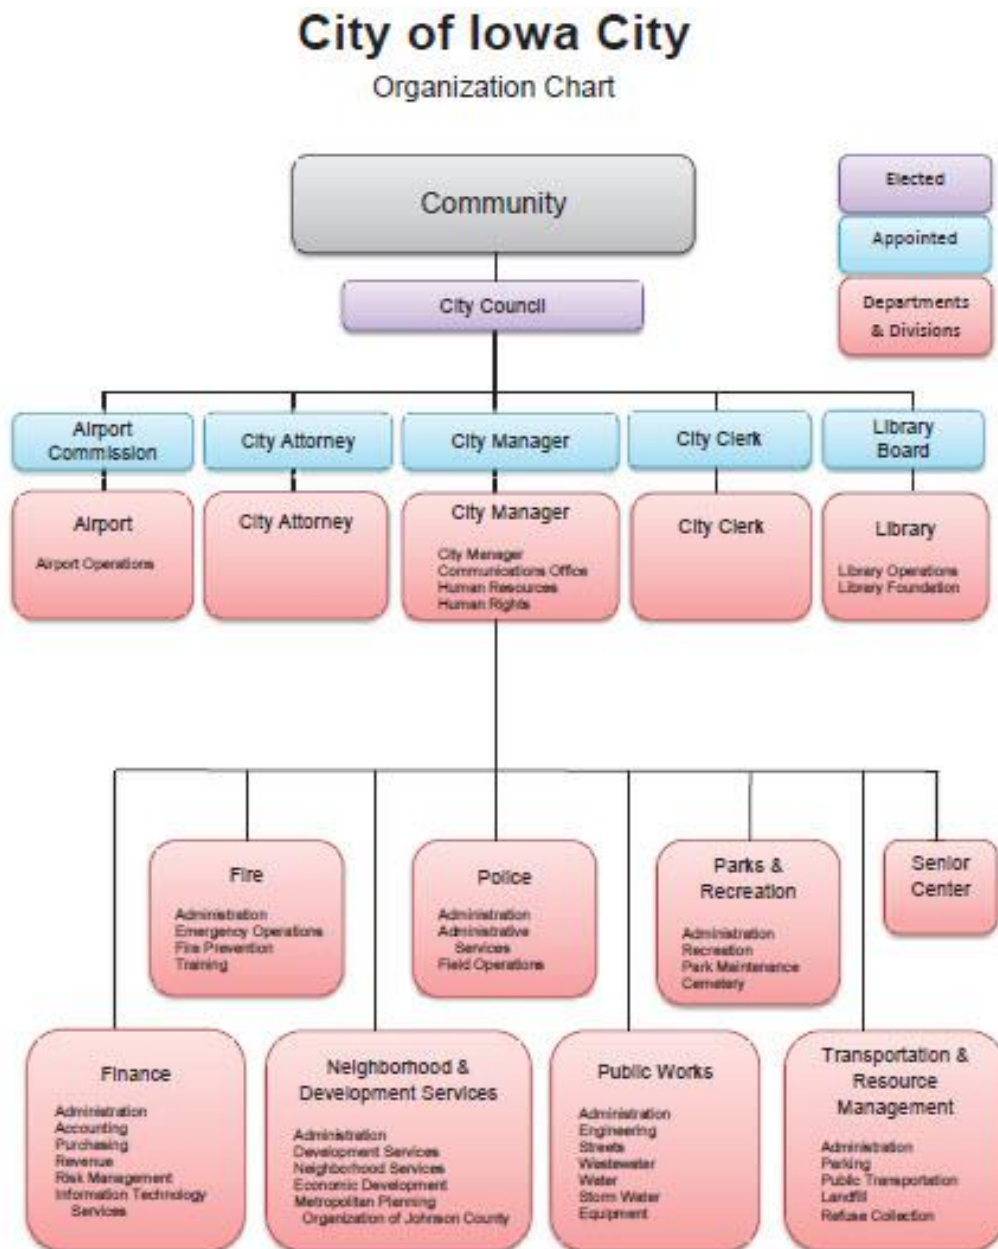 City of Iowa City
Organization Chart
Community
Elected
Appointed
Departments
& Divisions
City Council
Airport
Commission
City Attorney
City Manager
City Clerk
Library
Board
Airport
Airport Operations
City Attorney
City Manager
City Manager
Communications Office
Human Resources
Human Rights
City Clerk
Library
Library Operations
Library Foundation
Fire
Administration
Emergency Operations
Fire Prevention
Training
Police
Administration
Administrative
Services
Field Operations
Parks &
Recreation
Administration
Recreation
Park Maintenance
Cemetary
Senior
Center
Finance
Administration
Accounting
Purchasing
Revenue
Risk Management
Information Technology
Services
Neighborhood &
Development Services
Administration
Development Services
Neighborhood Services
Economic Development
Metropolitan Planning
Organization of Johnson County
Public Works
Administration
Engineering
Streets
Wastewater
Water
Storm Water
Equipment
Transportation &
Resource
Management
Administration
Parking
Public Transportation
Landfill
Refuse Collection